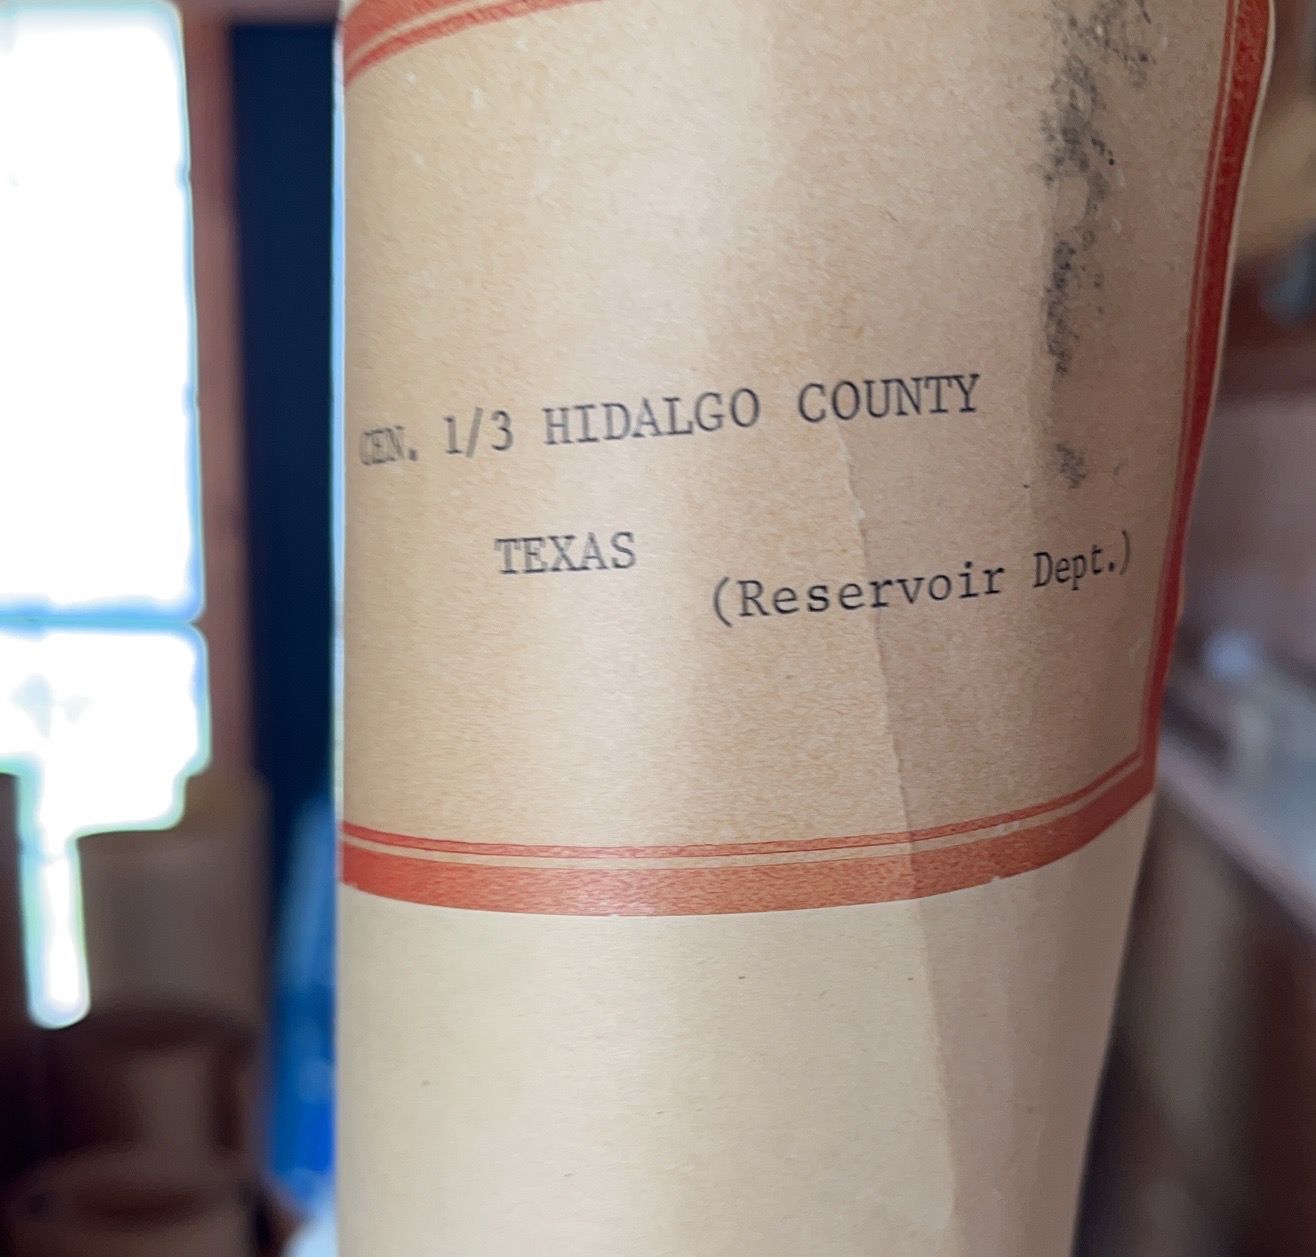 CEN. 1/3 HIDALGO COUNTY
TEXAS
(Reservoir Dept.)